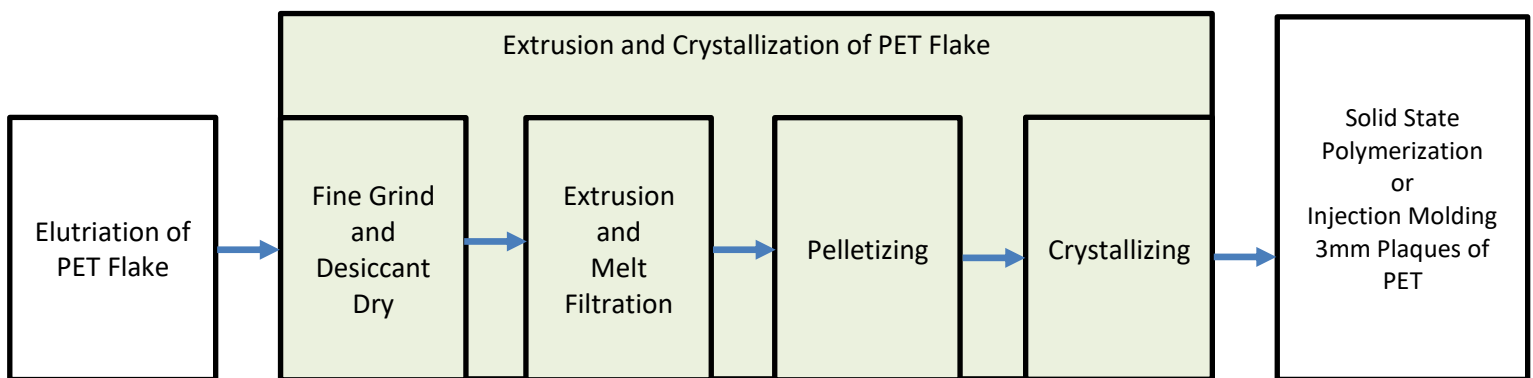 Extrusion and Crystallization of PET Flake
Elutriation of
PET Flake
Fine Grind
and
Desiccant
Dry
Extrusion
and
Melt
Filtration
Pelletizing
Crystallizing
Solid State
Polymerization
or
Injection Molding
3mm Plaques of
PET